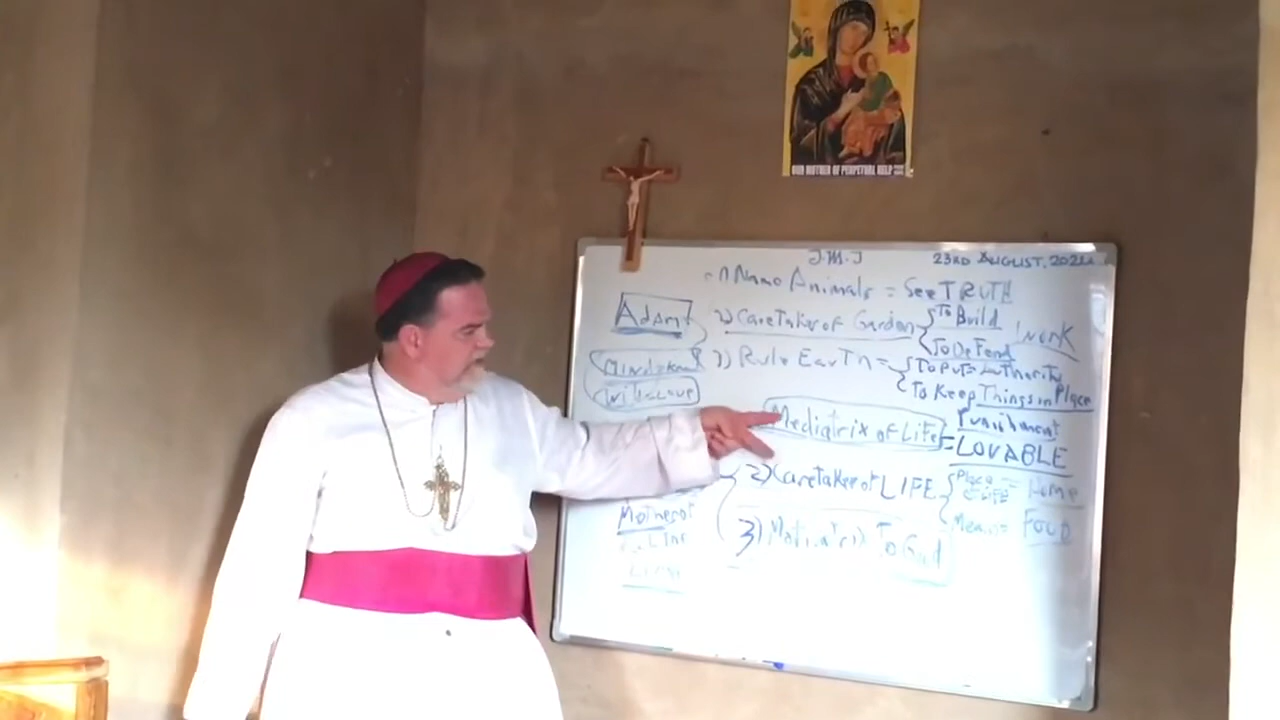 OUR MOTHER OF PERPETUAL HELP
J.M.J 23RD AUGUST, 2024
1) Name Animals = See TRUTH
Adam
2) Caretaker of Garden To Build
To Defend Work
3) Rule Earth = To Put = Authority
To Keep Things in Place
Punishment
Mediatrix of Life = LOVABLE
2) Caretaker of LIFE Place of LIFE = Home
Means = Food
Mother of
3) Mediatrix To God